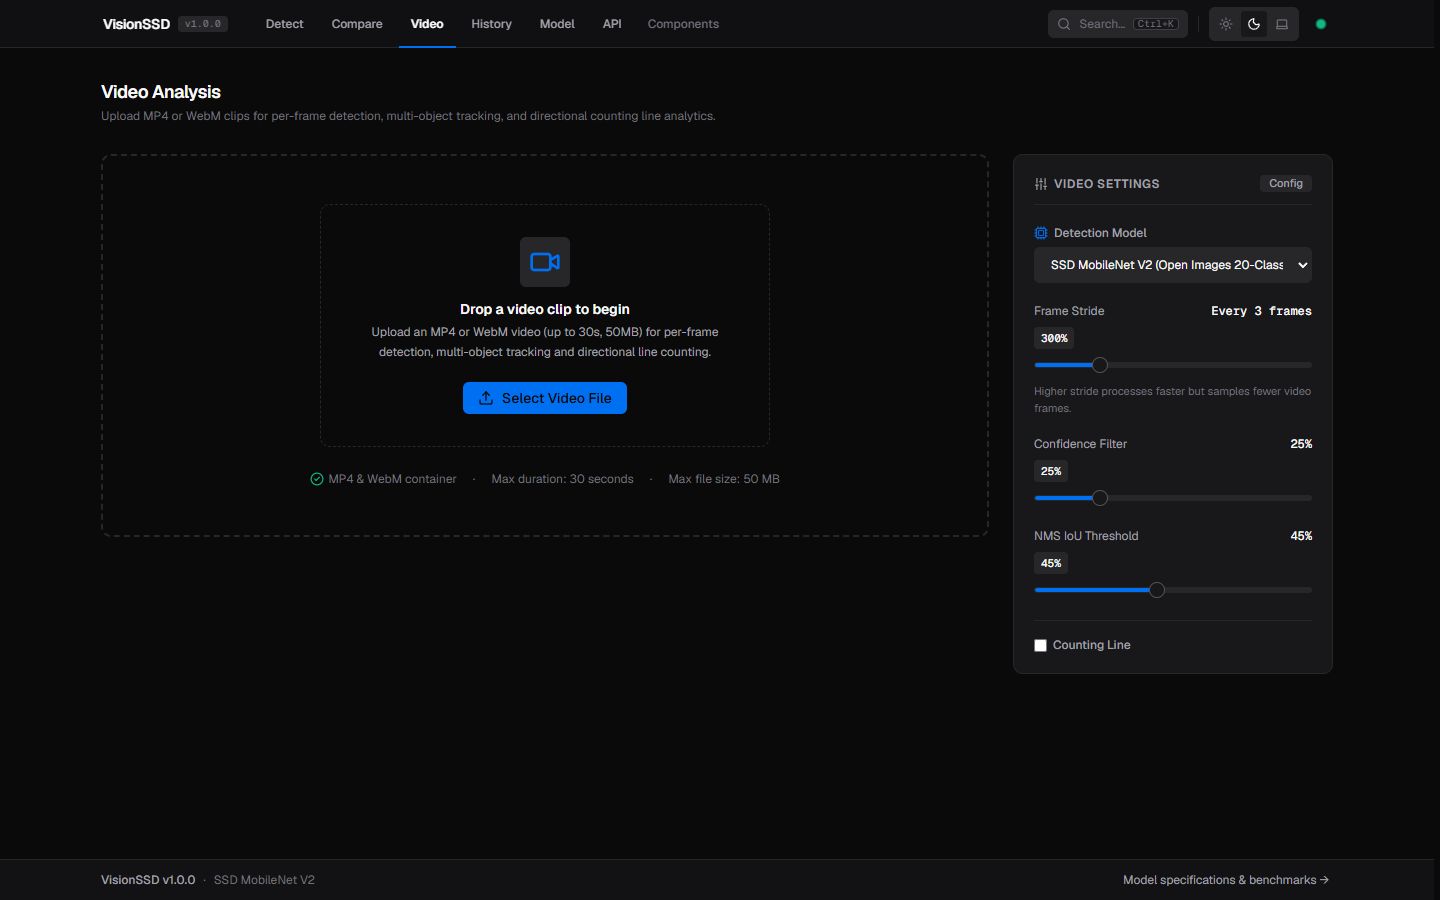 VisionSSD v1.0.0 Detect Compare Video History Model API Components Search... Ctrl+K
Video Analysis
Upload MP4 or WebM clips for per-frame detection, multi-object tracking, and directional counting line analytics.
Drop a video clip to begin
Upload an MP4 or WebM video (up to 30s, 50MB) for per-frame
detection, multi-object tracking and directional line counting.
Select Video File
MP4 & WebM container · Max duration: 30 seconds · Max file size: 50 MB
VIDEO SETTINGS Config
Detection Model
SSD MobileNet V2 (Open Images 20-Class
Frame Stride Every 3 frames
300%
Higher stride processes faster but samples fewer video
frames.
Confidence Filter 25%
25%
NMS IoU Threshold 45%
45%
Counting Line
VisionSSD v1.0.0 · SSD MobileNet V2
Model specifications & benchmarks →